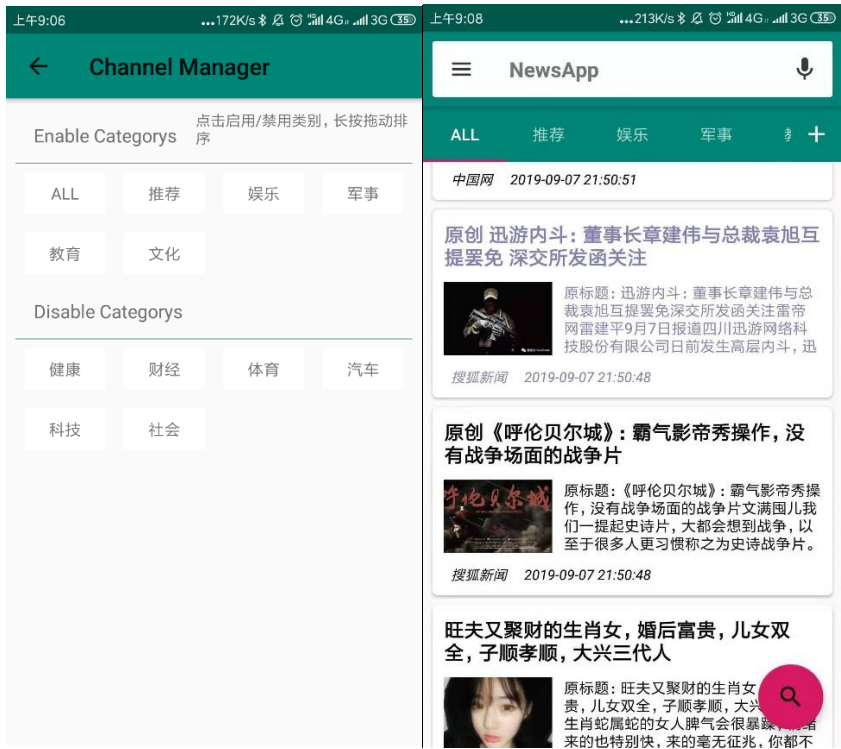 上午9:06
...172K/s 4G 3G 35
Channel Manager
Enable Categorys
点击启用/禁用类别，长按拖动排
序
ALL 推荐 娱乐 军事
教育 文化
Disable Categorys
健康 财经 体育 汽车
科技 社会
上午9:08
...213K/s 4G 3G 35
NewsApp
ALL 推荐 娱乐 军事
中国网 2019-09-07 21:50:51
原创 迅游内斗：董事长章建伟与总裁袁旭互
提罢免 深交所发函关注
原标题：迅游内斗：董事长章建伟与总
裁袁旭互提罢免深交所发函关注雷帝
网雷建平9月7日报道四川迅游网络科
技股份有限公司日前发生高层内斗，迅
搜狐新闻 2019-09-07 21:50:48
原创《呼伦贝尔城》：霸气影帝秀操作，没
有战争场面的战争片
呼伦贝尔城
原标题：《呼伦贝尔城》：霸气影帝秀操
作，没有战争场面的战争片文满囤儿我
们一提起史诗片，大都会想到战争，以
至于很多人更习惯称之为史诗战争片。
搜狐新闻 2019-09-07 21:50:48
旺夫又聚财的生肖女，婚后富贵，儿女双
全，子顺孝顺，大兴三代人
原标题：旺夫又聚财的生肖女
贵，儿女双全，子顺孝顺，大兴
生肖蛇属蛇的女人脾气会很暴躁
来的也特别快，来的毫无征兆，你都不